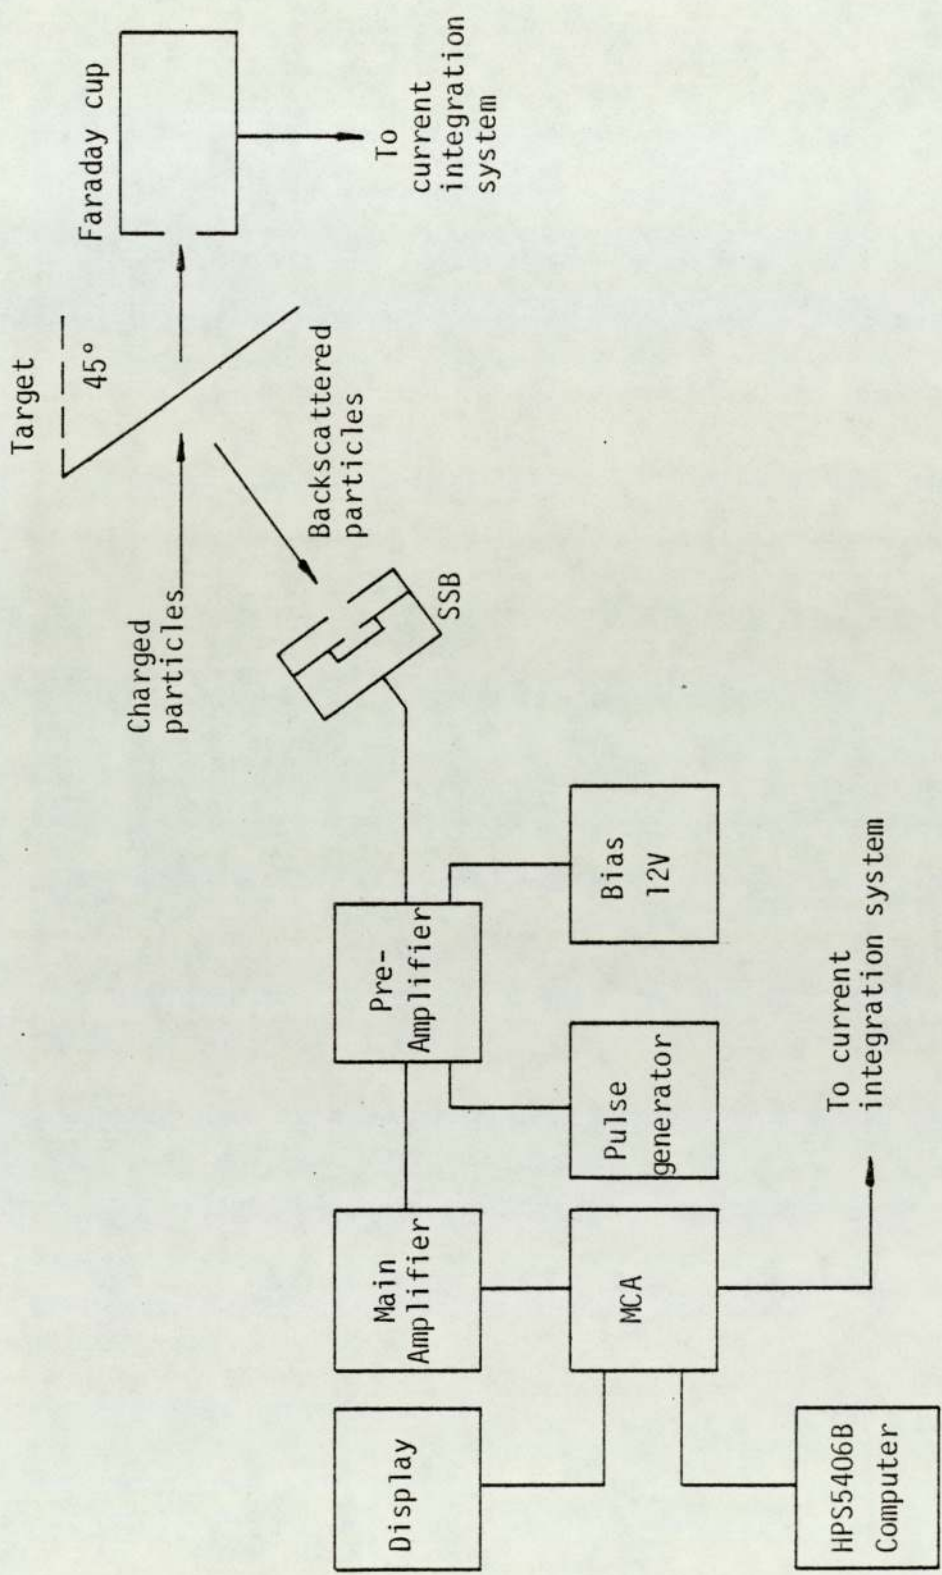 Target
45°
Faraday cup
Charged
particles
To
current
integration
system
Backscattered
particles
SSB
Pre-
Amplifier
Main
Amplifier
Display
Bias
12V
Pulse
generator
MCA
HPS5406B
Computer
To current
integration system